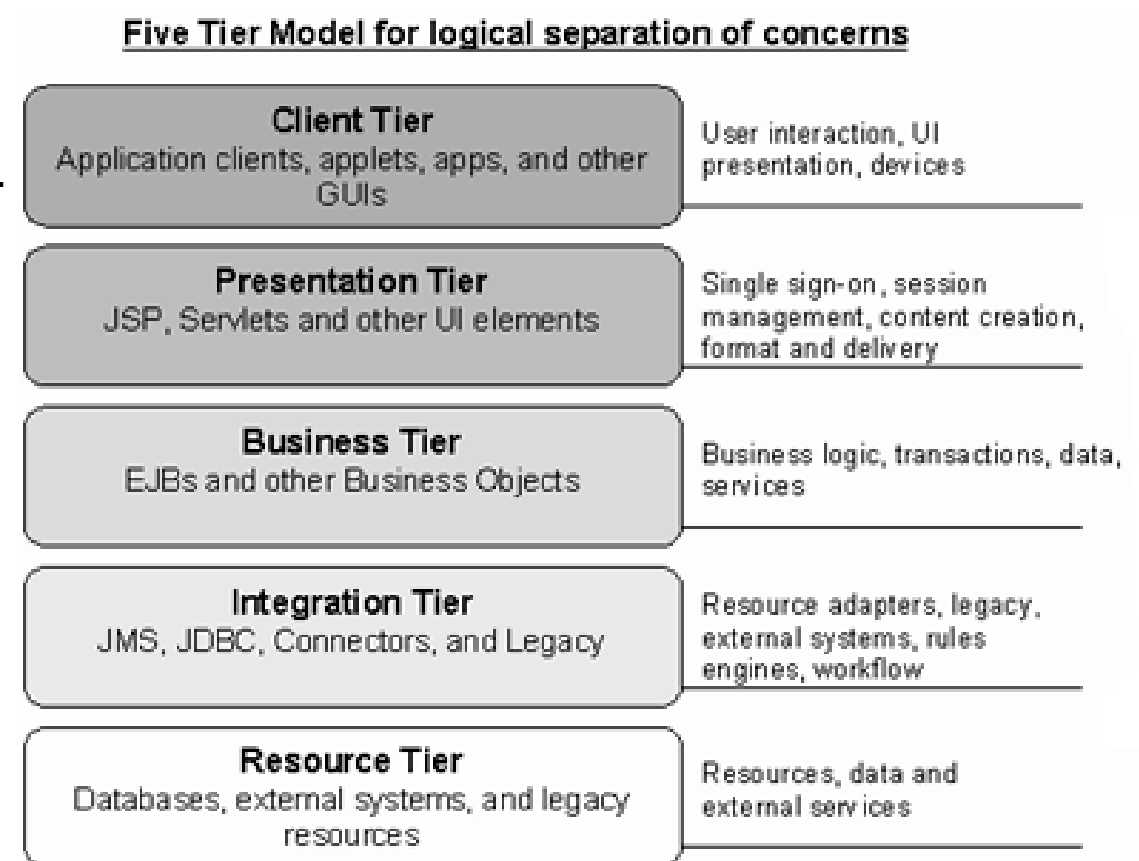 Five Tier Model for logical separation of concerns
Client Tier
Application clients, applets, apps, and other
GUIs
User interaction, UI
presentation, devices
Presentation Tier
JSP, Servlets and other UI elements
Single sign-on, session
management, content creation,
format and delivery
Business Tier
EJBs and other Business Objects
Business logic, transactions, data,
services
Integration Tier
JMS, JDBC, Connectors, and Legacy
Resource adapters, legacy,
external systems, rules
engines, workflow
Resource Tier
Databases, external systems, and legacy
resources
Resources, data and
external services